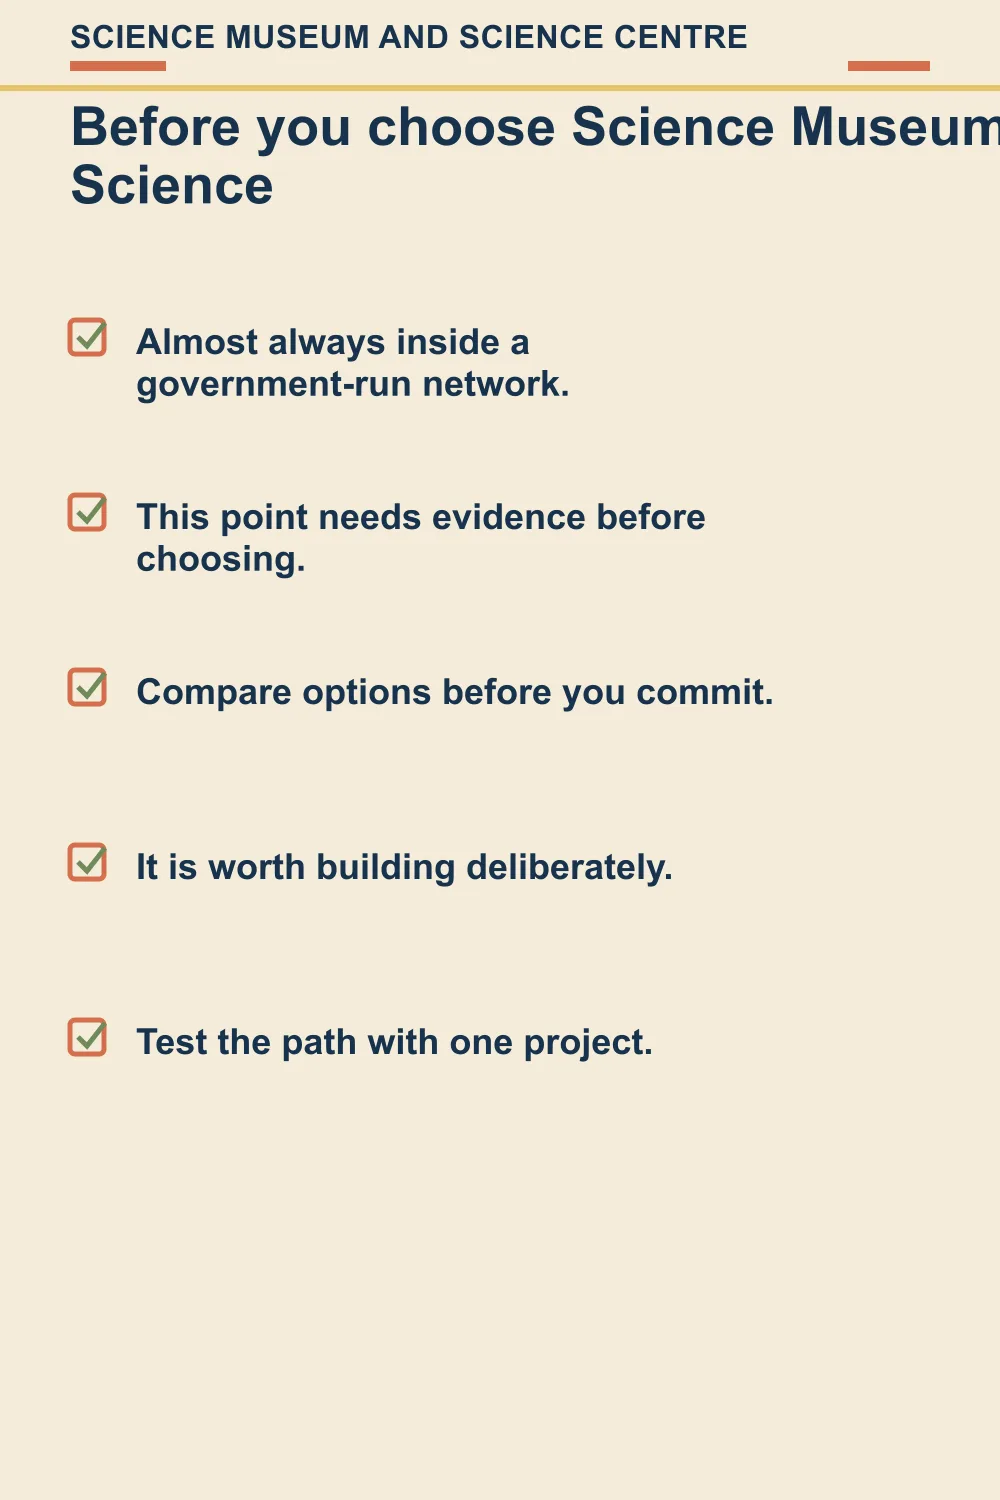 SCIENCE MUSEUM AND SCIENCE CENTRE
Before you choose Science Museum
Science
Almost always inside a
government-run network.
This point needs evidence before
choosing.
Compare options before you commit.
It is worth building deliberately.
Test the path with one project.